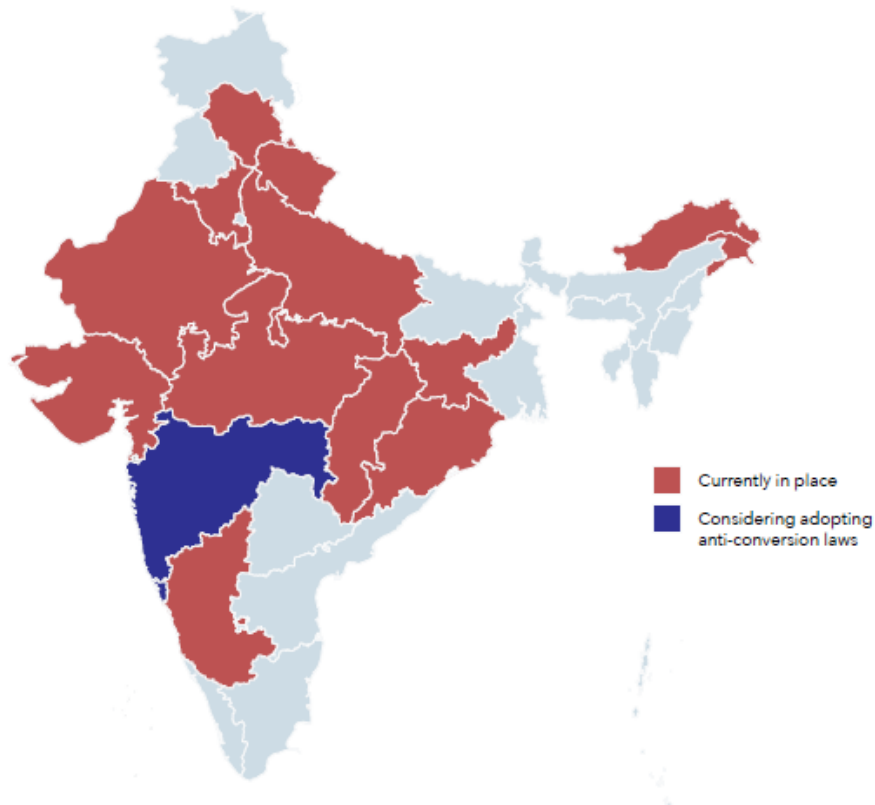 Currently in place
Considering adopting
anti-conversion laws